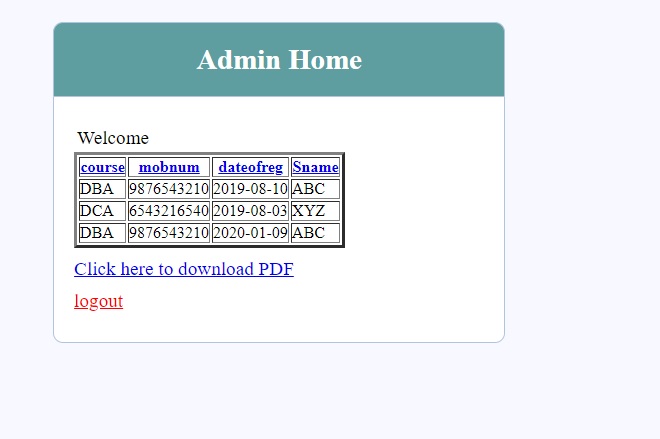 Admin Home
Welcome
course mobnum dateofreg Sname
DBA 9876543210 2019-08-10 ABC
DCA 6543216540 2019-08-03 XYZ
DBA 9876543210 2020-01-09 ABC
Click here to download PDF
logout